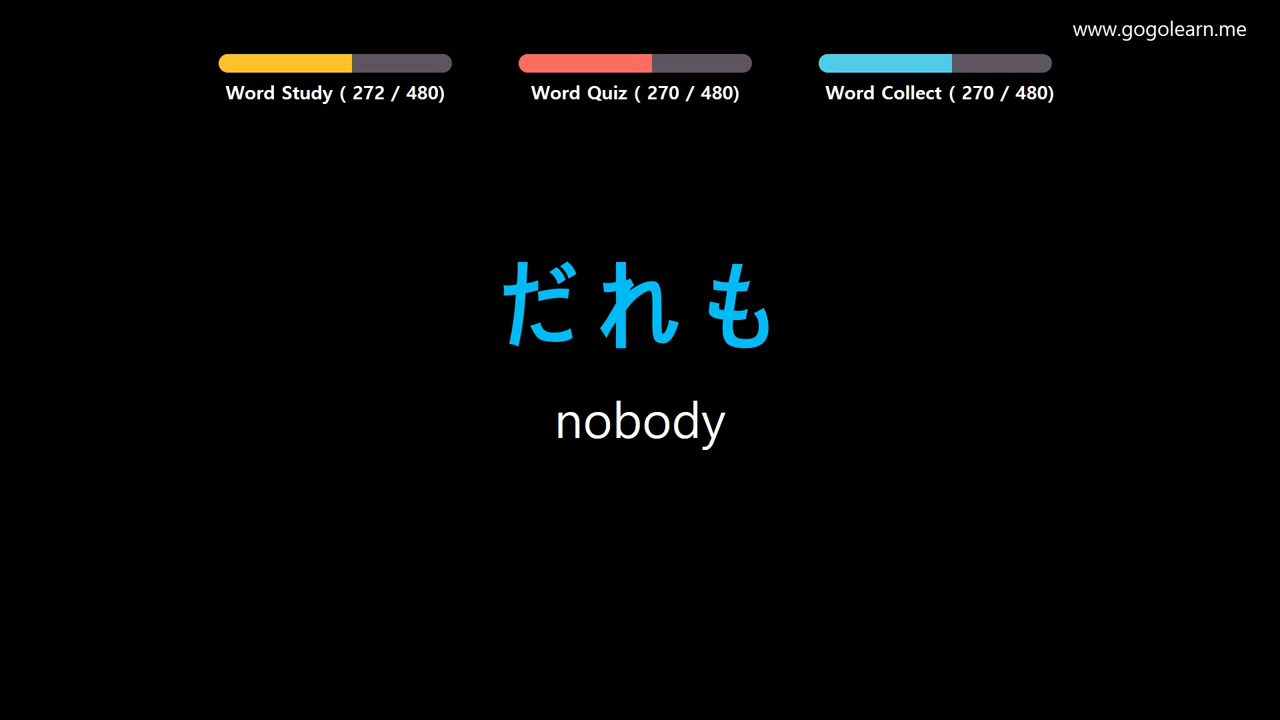 www.gogolearn.me
Word Study ( 272 / 480)
Word Quiz ( 270 / 480)
Word Collect ( 270 / 480)
だれも
nobody